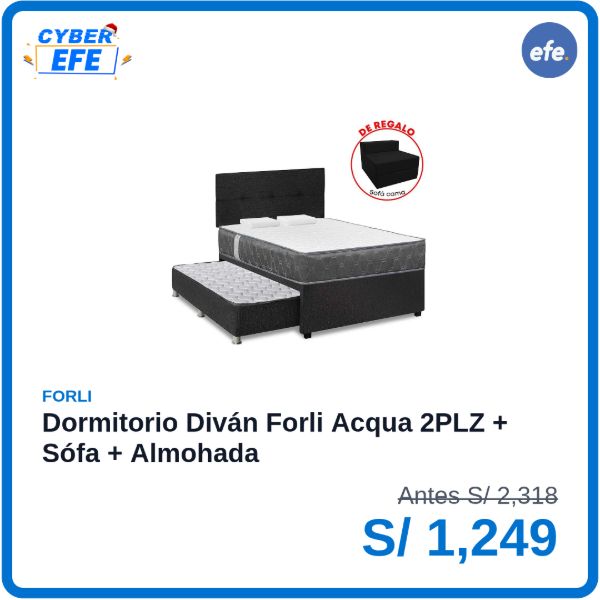 CYBER
EFE
efe.
DE REGALO
Sofá cama
FORLI
Dormitorio Diván Forli Acqua 2PLZ +
Sófa + Almohada
Antes S/ 2,318
S/ 1,249